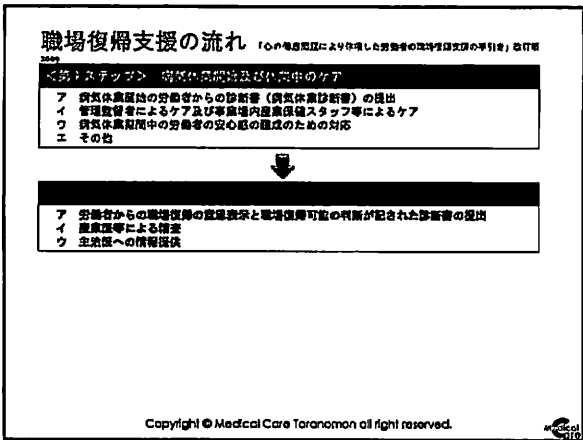 職場復帰支援の流れ 「心の健康問題により休業した労働者の職場復帰支援の手引き」改訂版
2009
<第1ステップ> 病気休業開始及び休業中のケア
ア 病気休業開始の労働者からの診断書（病気休業診断書）の提出
イ 管理監督者によるケア及び事業場内産業保健スタッフ等によるケア
ウ 病気休業期間中の労働者の安心感の醸成のための対応
エ その他
ア 労働者からの職場復帰の意思表示と職場復帰可能の判断が記された診断書の提出
イ 産業医等による精査
ウ 主治医への情報提供
Copyright © Medical Care Toranomon all right reserved.
Medical Care